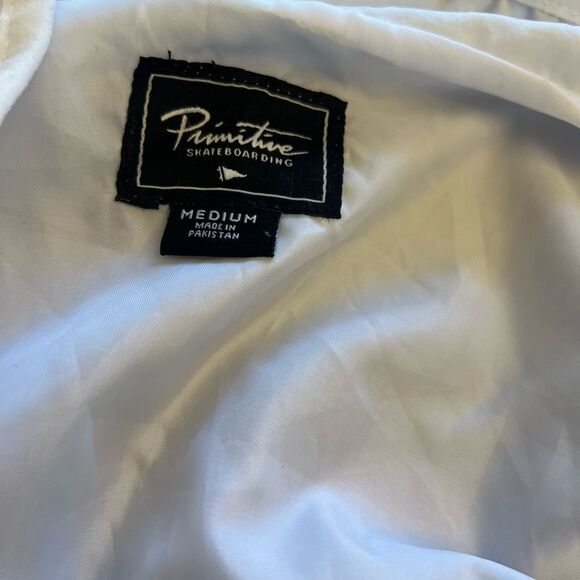 Primitive
SKATEBOARDING
MEDIUM
MADE IN
PAKISTAN